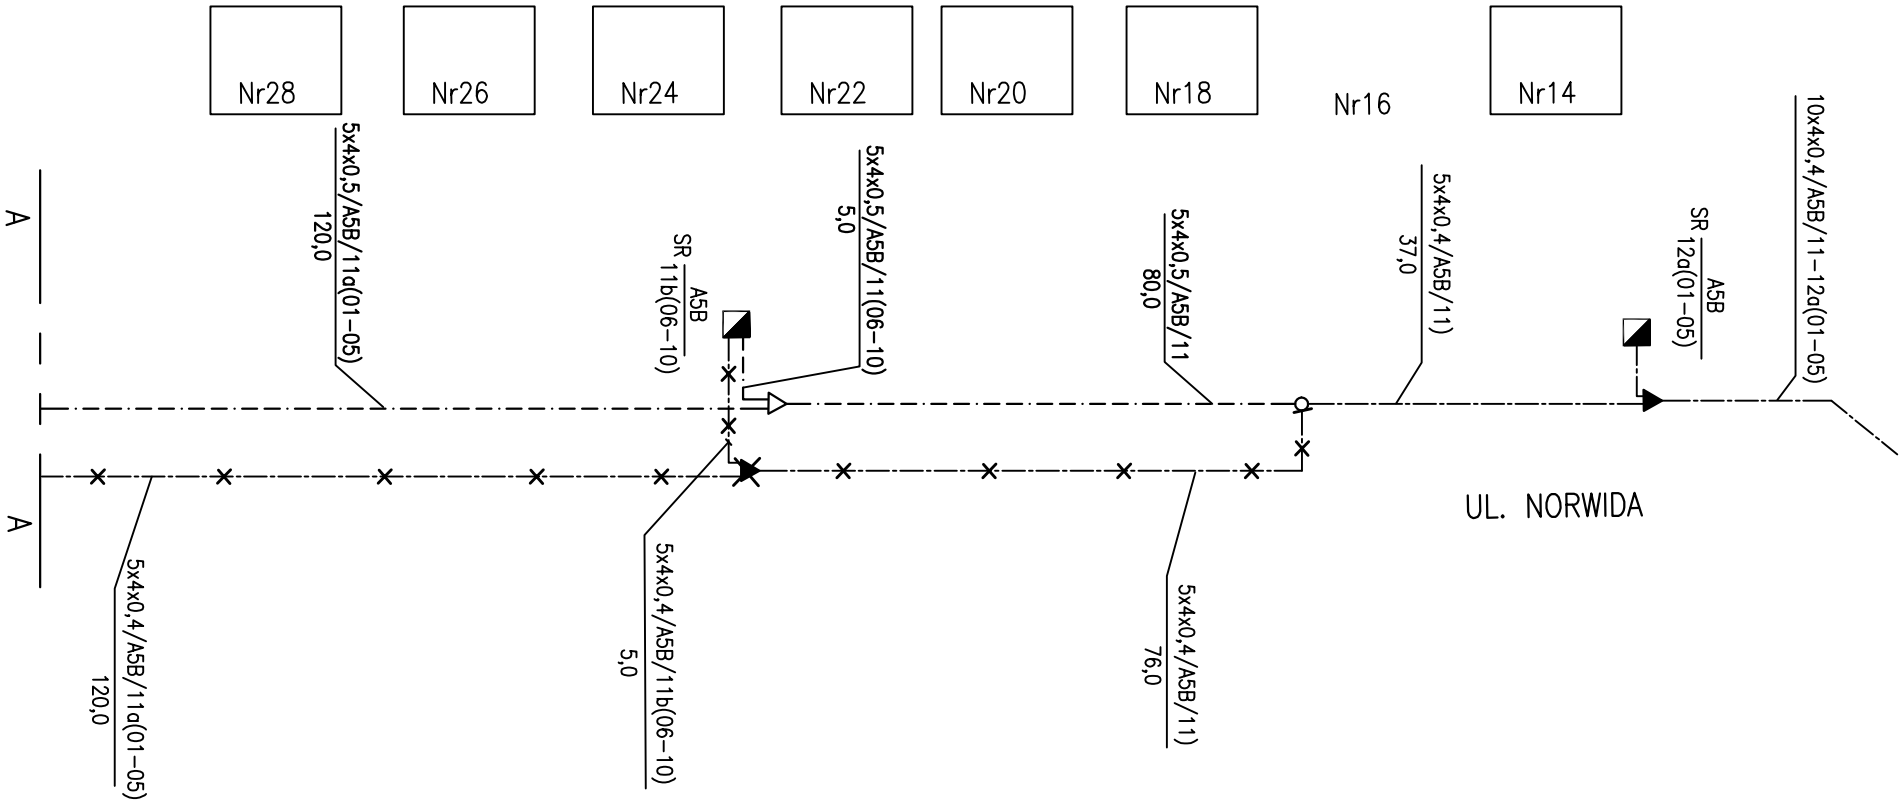 Nr28
Nr26
Nr24
Nr22
Nr20
Nr18
Nr16
Nr14
10x4x0,4/A5B/11-12a(01-05)
A5B
SR 12a(01-05)
5x4x0,4/A5B/11)
37,0
5x4x0,5/A5B/11
80,0
5x4x0,5/A5B/11(06-10)
5,0
A5B
SR 11b(06-10)
5x4x0,5/A5B/11a(01-05)
120,0
A
A
UL. NORWIDA
5x4x0,4/A5B/11)
76,0
5x4x0,4/A5B/11b(06-10)
5,0
5x4x0,4/A5B/11a(01-05)
120,0